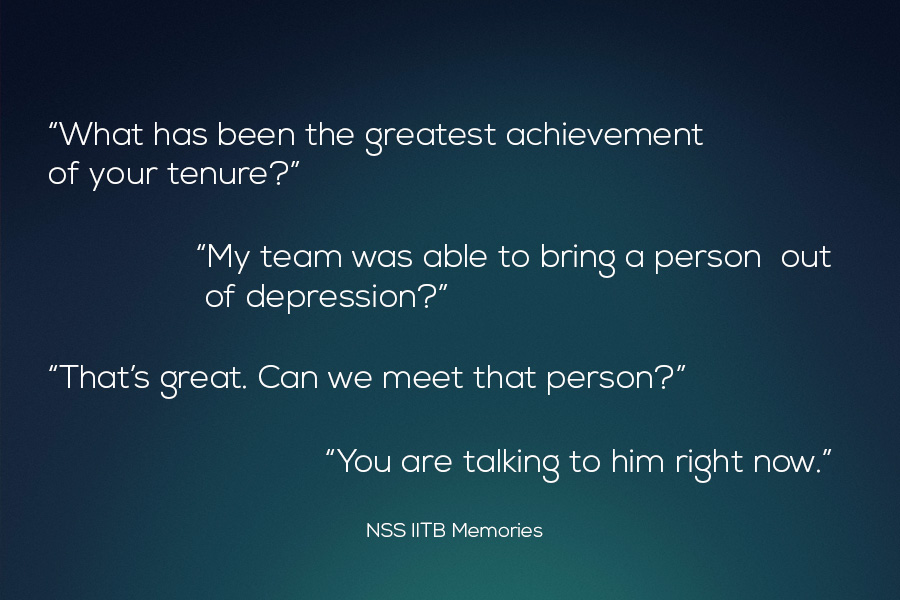 “What has been the greatest achievement
of your tenure?”
“My team was able to bring a person  out
of depression?”
“That’s great. Can we meet that person?”
“You are talking to him right now.”
NSS IITB Memories